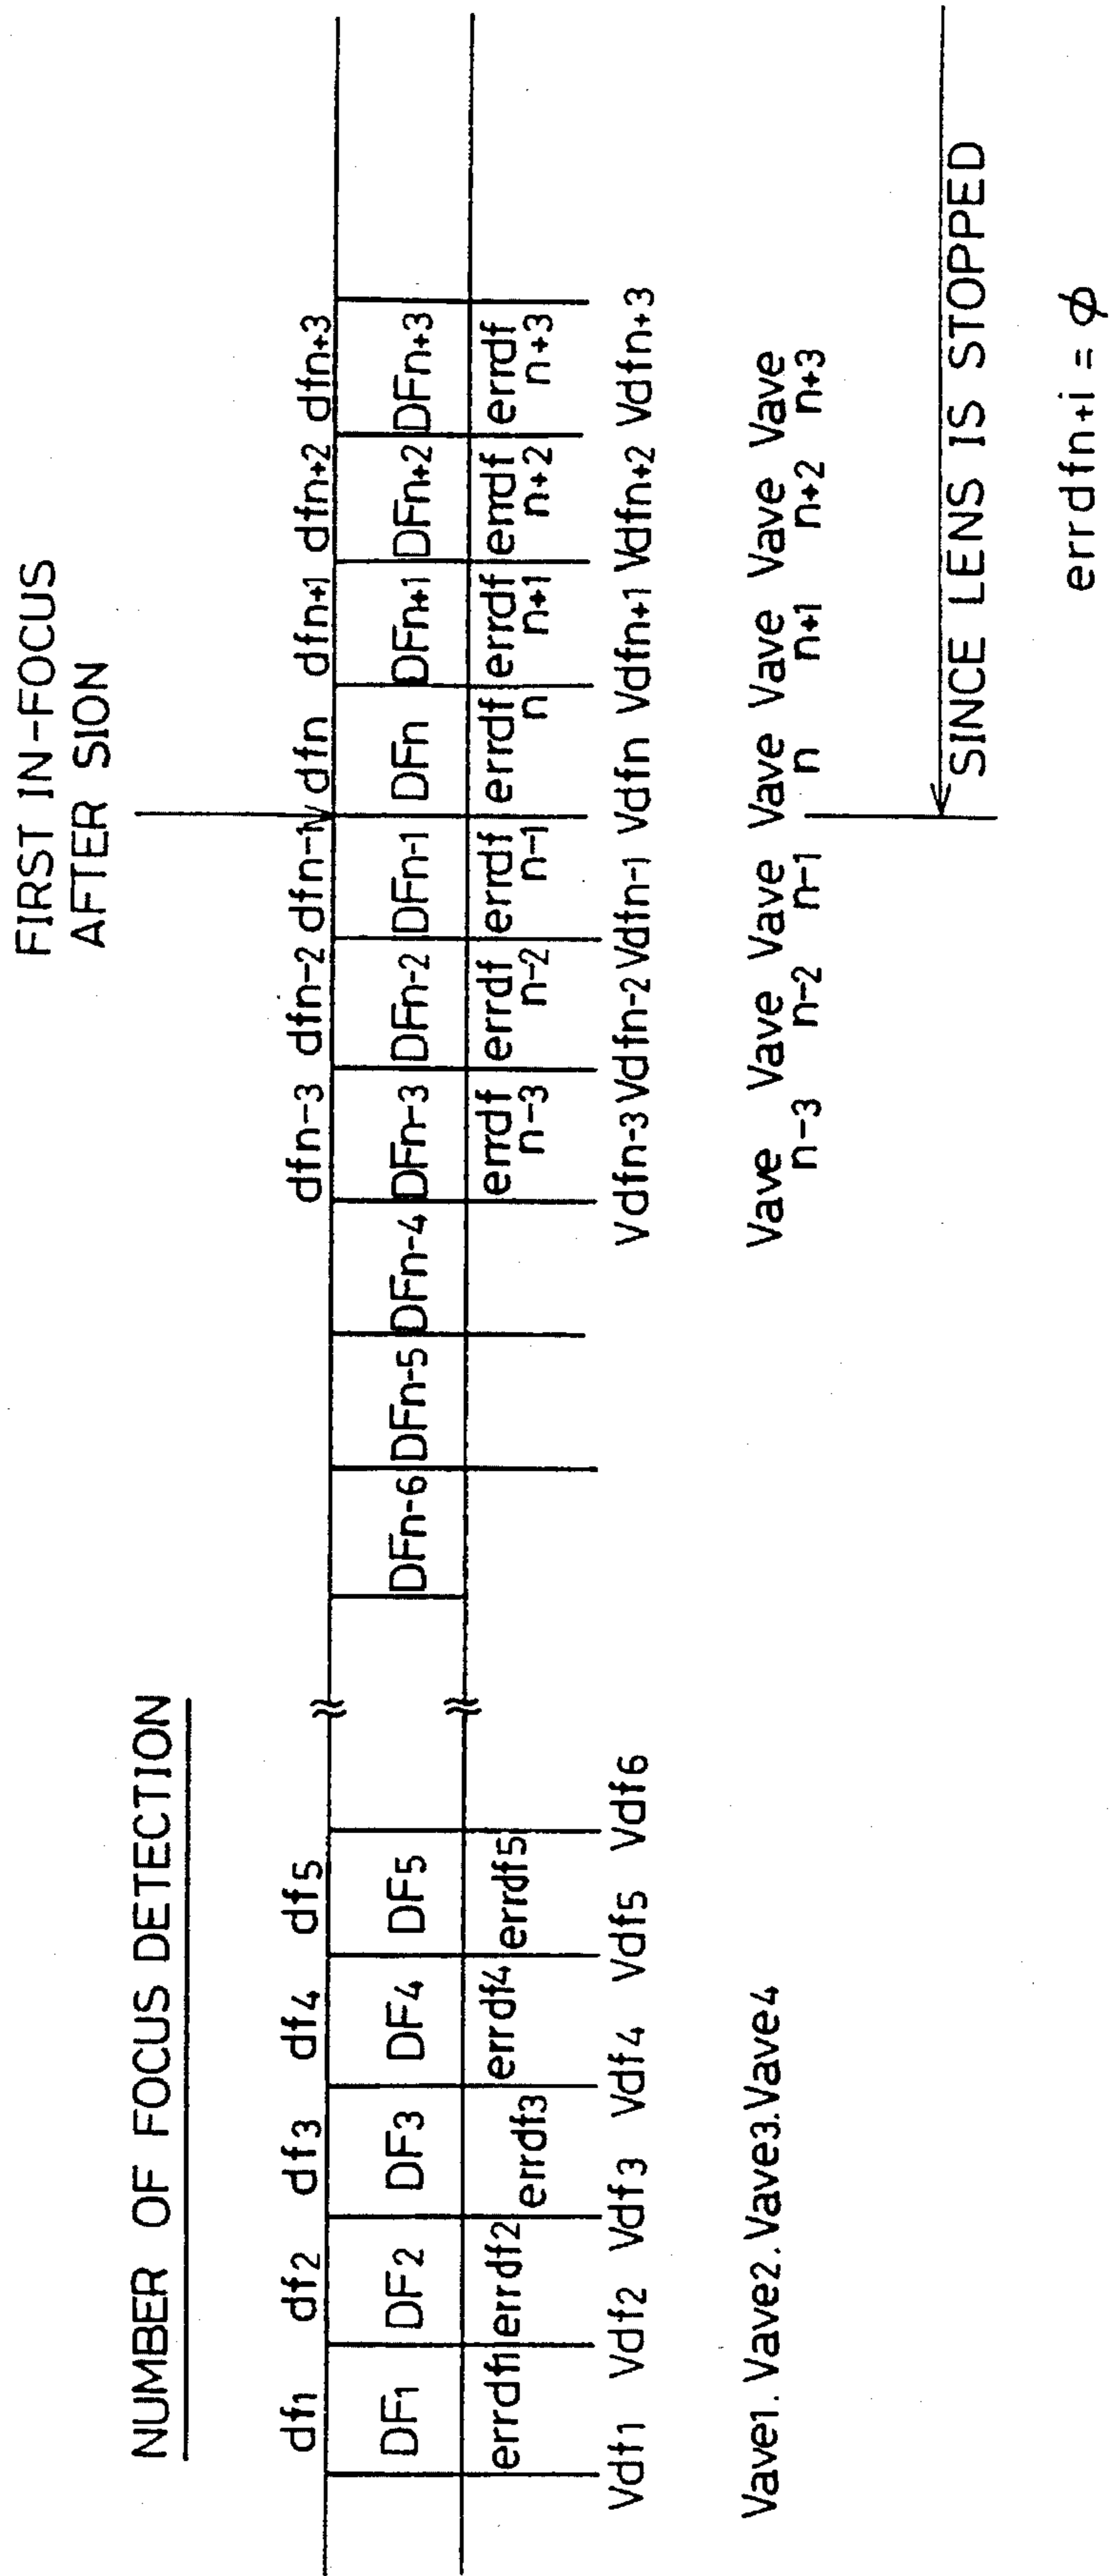 NUMBER OF FOCUS DETECTION
FIRST IN-FOCUS
AFTER SION
df1 df2 df3 df4 df5 dfn-3 dfn-2 dfn-1 dfn dfn+1 dfn+2 dfn+3
DF1 DF2 DF3 DF4 DF5 DFn-6 DFn-5 DFn-4 DFn-3 DFn-2 DFn-1 DFn DFn+1 DFn+2 DFn+3
errdf1 errdf2 errdf3 errdf4 errdf5 errdf errdf errdf errdf errdf errdf errdf
n-3 n-2 n-1 n n+1 n+2 n+3
Vdf1 Vdf2 Vdf3 Vdf4 Vdf5 Vdf6 Vdfn-3 Vdfn-2 Vdfn-1 Vdfn Vdfn+1 Vdfn+2 Vdfn+3
Vave1. Vave2. Vave3. Vave4 Vave Vave Vave Vave Vave Vave Vave
n-3 n-2 n-1 n n+1 n+2 n+3
SINCE LENS IS STOPPED
errdfn+i = ϕ